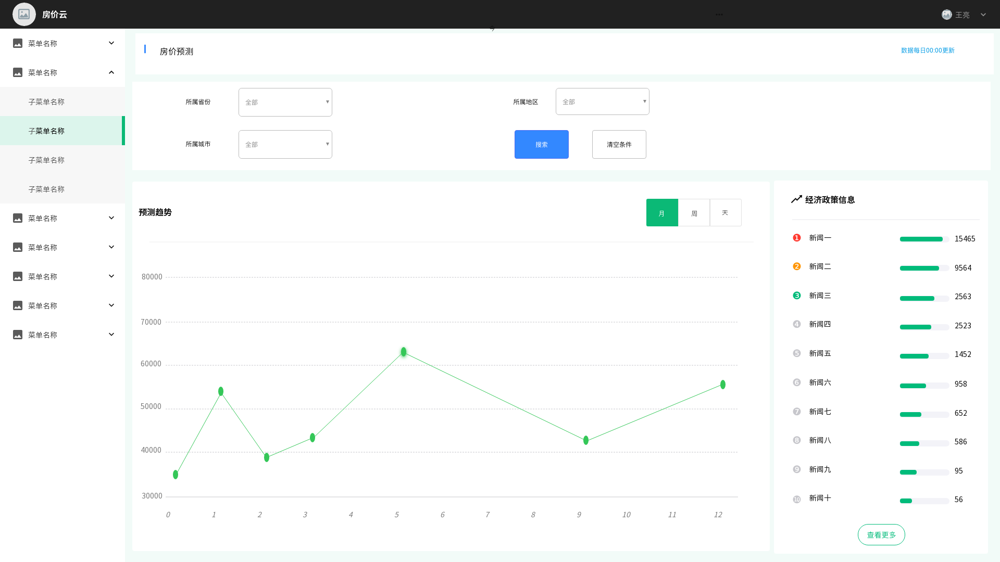 房价云
王亮
菜单名称
菜单名称
子菜单名称
子菜单名称
子菜单名称
子菜单名称
菜单名称
菜单名称
菜单名称
菜单名称
菜单名称
房价预测
数据每日00:00更新
所属省份
全部
所属地区
全部
所属城市
全部
搜索
清空条件
预测趋势
月
周
天
80000
70000
60000
50000
40000
30000
0 1 2 3 4 5 6 7 8 9 10 11 12
经济政策信息
1 新闻一 15465
2 新闻二 9564
3 新闻三 2563
4 新闻四 2523
5 新闻五 1452
6 新闻六 958
7 新闻七 652
8 新闻八 586
9 新闻九 95
10 新闻十 56
查看更多